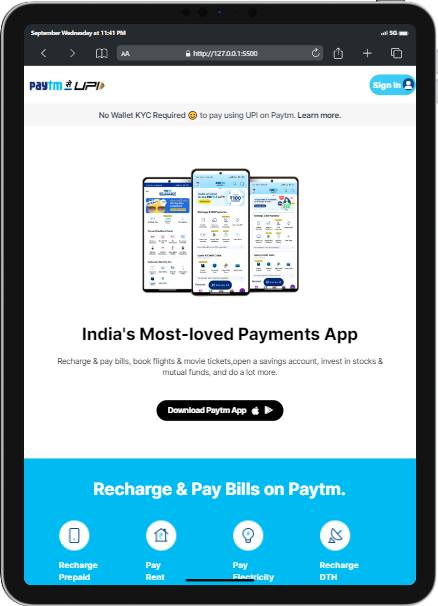 September Wednesday at 11:41 PM
5G
AA
http://127.0.0.1:5500
paytm से UPI
Sign In
No Wallet KYC Required 😊 to pay using UPI on Paytm. Learn more.
India's Most-loved Payments App
Recharge & pay bills, book flights & movie tickets,open a savings account, invest in stocks &
mutual funds, and do a lot more.
Download Paytm App
Recharge & Pay Bills on Paytm.
Recharge Pay Pay Recharge
Prepaid Rent Electricity DTH